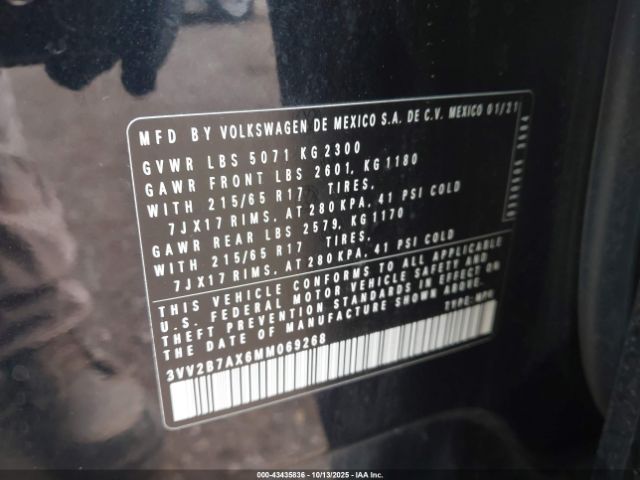 MFD BY VOLKSWAGEN DE MEXICO S.A. DE C.V. MEXICO 01/21
GVWR LBS 5071 KG 2300
GAWR FRONT LBS 2601, KG 1180
WITH 215/65 R17 TIRES,
7JX17 RIMS, AT 280 KPA, 41 PSI COLD
GAWR REAR LBS 2579, KG 1170
WITH 215/65 R17 TIRES,
7JX17 RIMS, AT 280 KPA, 41 PSI COLD
THIS VEHICLE CONFORMS TO ALL APPLICABLE
U.S. FEDERAL MOTOR VEHICLE SAFETY AND
THEFT PREVENTION STANDARDS IN EFFECT ON
THE DATE OF MANUFACTURE SHOWN ABOVE.
TYPE: MPV
3VV2B7AX6MM069268
000-43435836 | 10/13/2025 | IAA Inc.